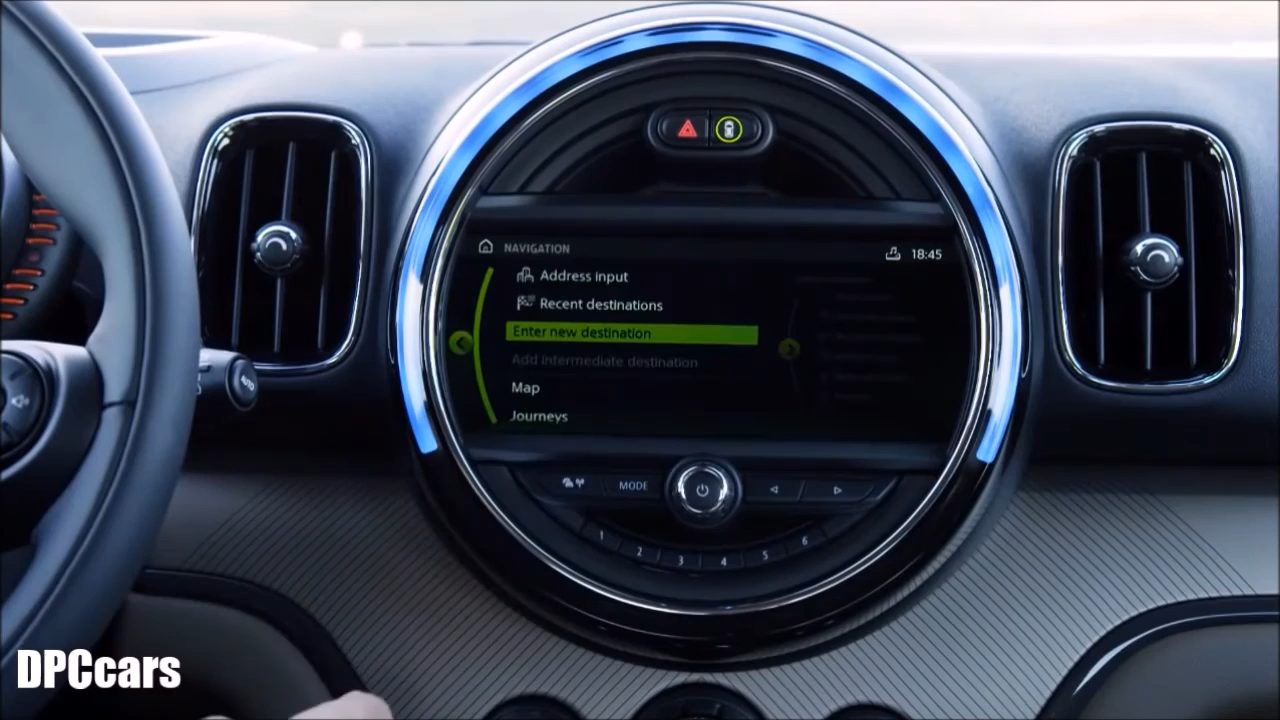 NAVIGATION
18:45
Address input
Recent destinations
Enter new destination
Add intermediate destination
Map
Journeys
AUTO
MODE
1 2 3 4 5 6
DPCcars